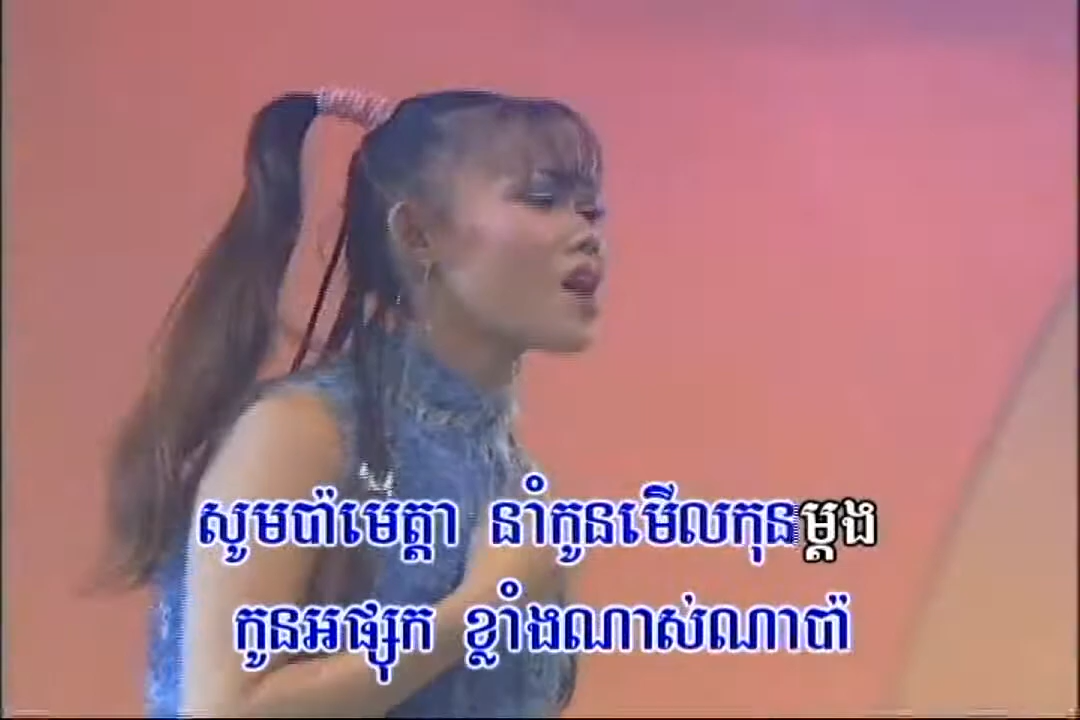 សូមប៉ាមេត្តា នាំកូនមើលកុនម្ដង
កូនអផ្សុក ខ្លាំងណាស់ណាប៉ា